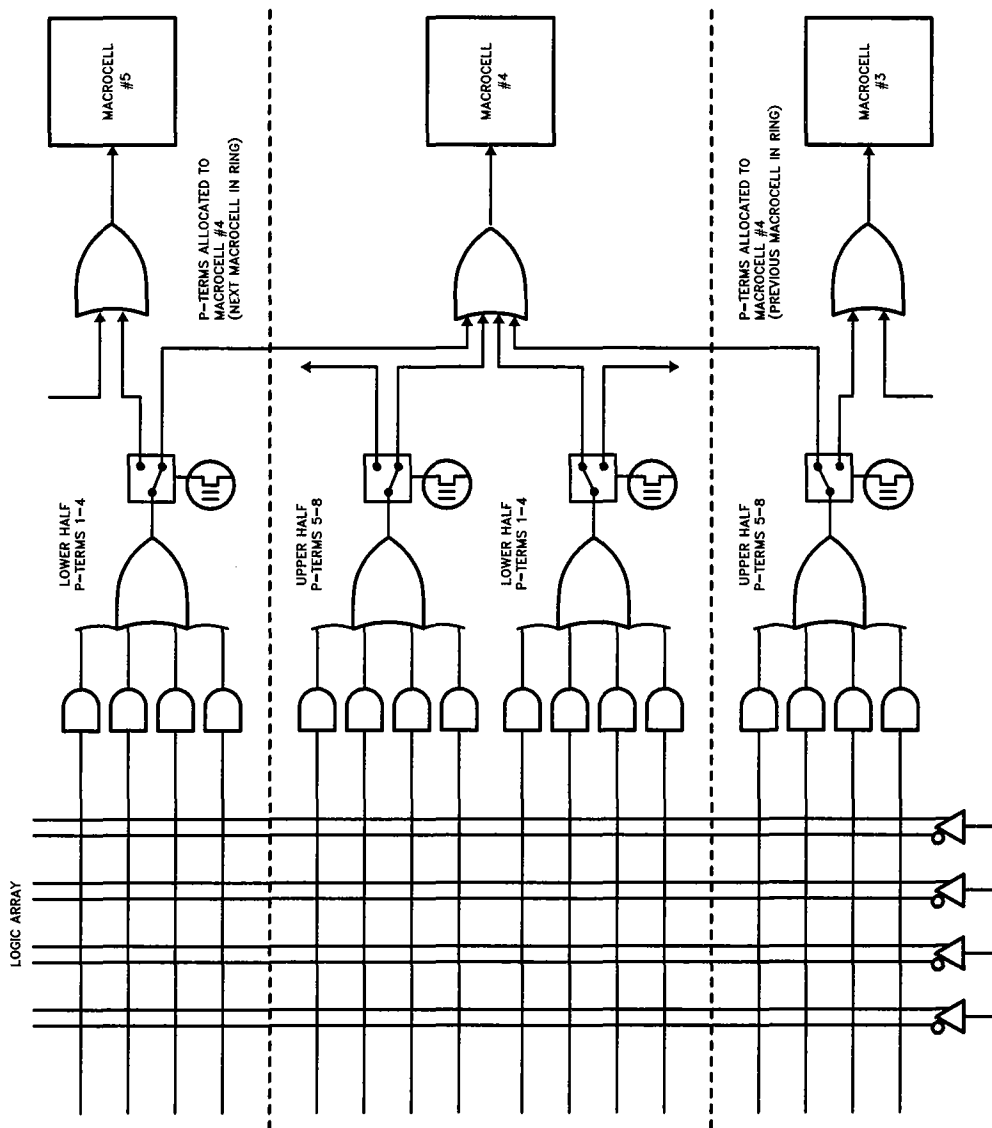 LOGIC ARRAY
LOWER HALF
P-TERMS 1-4
P-TERMS ALLOCATED TO
MACROCELL #4
(NEXT MACROCELL IN RING)
MACROCELL
#5
UPPER HALF
P-TERMS 5-8
LOWER HALF
P-TERMS 1-4
MACROCELL
#4
UPPER HALF
P-TERMS 5-8
P-TERMS ALLOCATED TO
MACROCELL #4
(PREVIOUS MACROCELL IN RING)
MACROCELL
#3